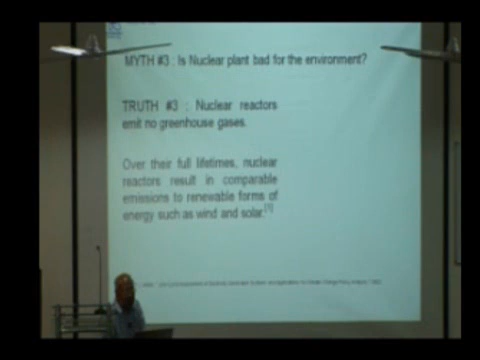 MYTH #3 : Is Nuclear plant bad for the environment?
TRUTH #3 : Nuclear reactors
emit no greenhouse gases.
Over their full lifetimes, nuclear
reactors result in comparable
emissions to renewable forms of
energy such as wind and solar.[1]